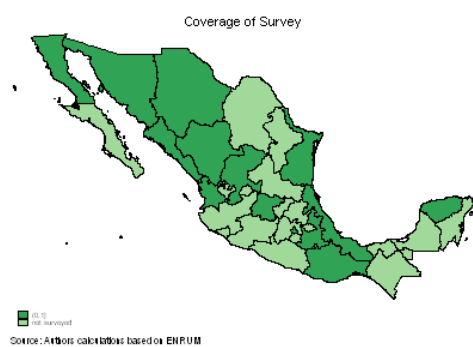 Coverage of Survey
(0,1]
not surveyed
Source: Authors calculations based on ENRUM